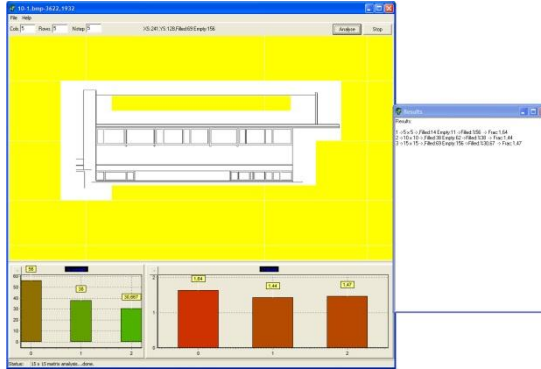 10-1.bmp-3622,1932
File Help
Cols: 5 Rows: 5 Nstep: 5 XS:241,YS:128,Filled:69 Empty:156 Analyse Stop
Results
Results
1 ->5 x 5 -> Filled:14 Empty:11 ->Filled:%56 -> Frac:1,64
2 ->10 x 10 -> Filled:38 Empty:62 ->Filled:%38 -> Frac:1,44
3 ->15 x 15 -> Filled:69 Empty:156 ->Filled:%30,67 -> Frac:1,47
56
38
30,667
60
50
40
30
20
10
0
0 1 2
1,64
1,44
1,47
2
1
0
0 1 2
Status: 15 x 15 matrix analysis...done.